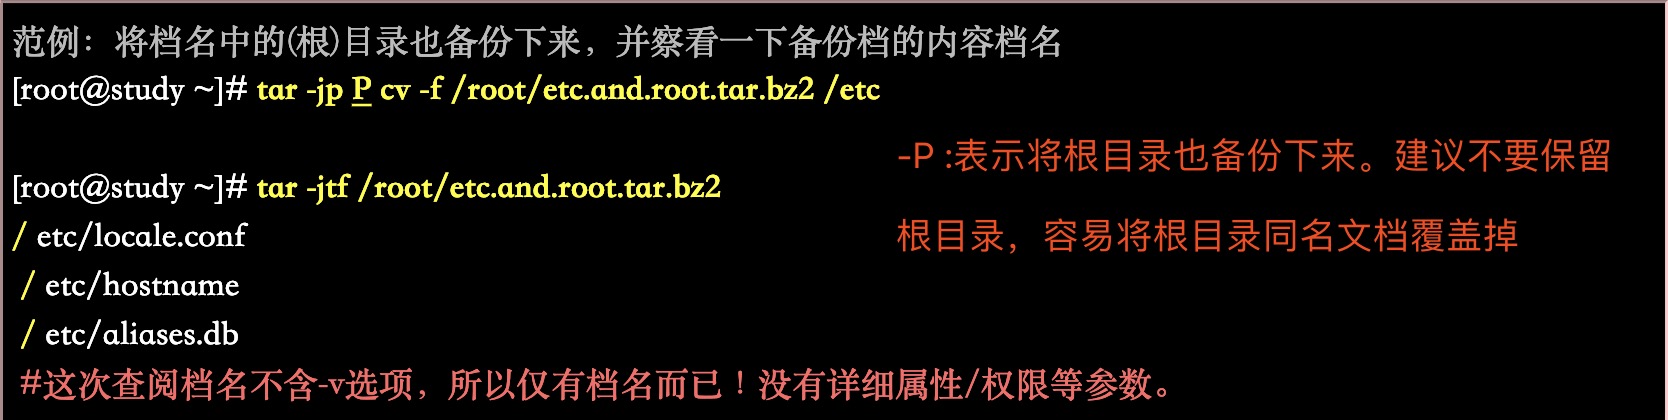 范例：将档名中的(根)目录也备份下来，并察看一下备份档的内容档名
[root@study ~]# tar -jp P cv -f /root/etc.and.root.tar.bz2 /etc
-P :表示将根目录也备份下来。建议不要保留
[root@study ~]# tar -jtf /root/etc.and.root.tar.bz2
/ etc/locale.conf
根目录，容易将根目录同名文档覆盖掉
/ etc/hostname
/ etc/aliases.db
#这次查阅档名不含-v选项，所以仅有档名而已！没有详细属性/权限等参数。